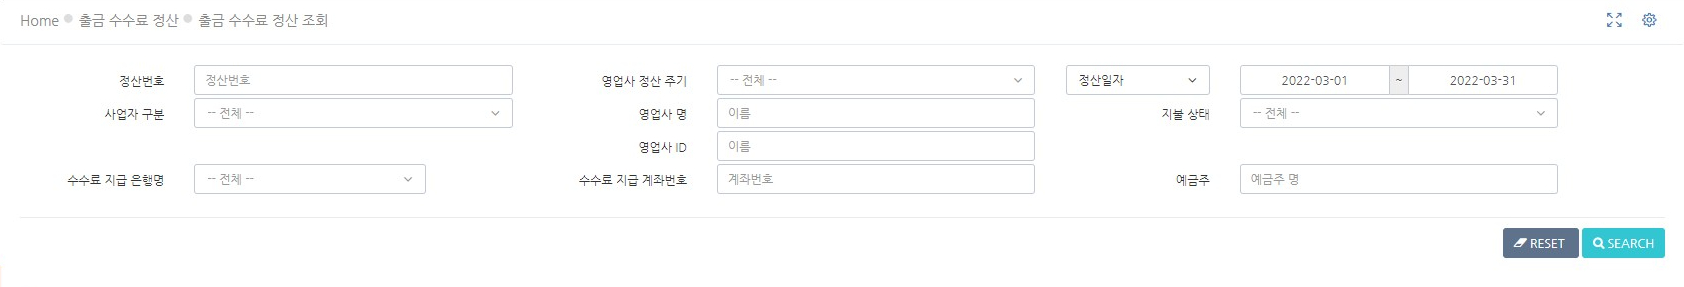 Home 출금 수수료 정산 출금 수수료 정산 조회
정산번호 정산번호 영업사 정산 주기 -- 전체 -- 정산일자 2022-03-01 ~ 2022-03-31
사업자 구분 -- 전체 -- 영업사 명 이름 지불 상태 -- 전체 --
영업사 ID 이름
수수료 지급 은행명 -- 전체 -- 수수료 지급 계좌번호 계좌번호 예금주 예금주 명
RESET SEARCH